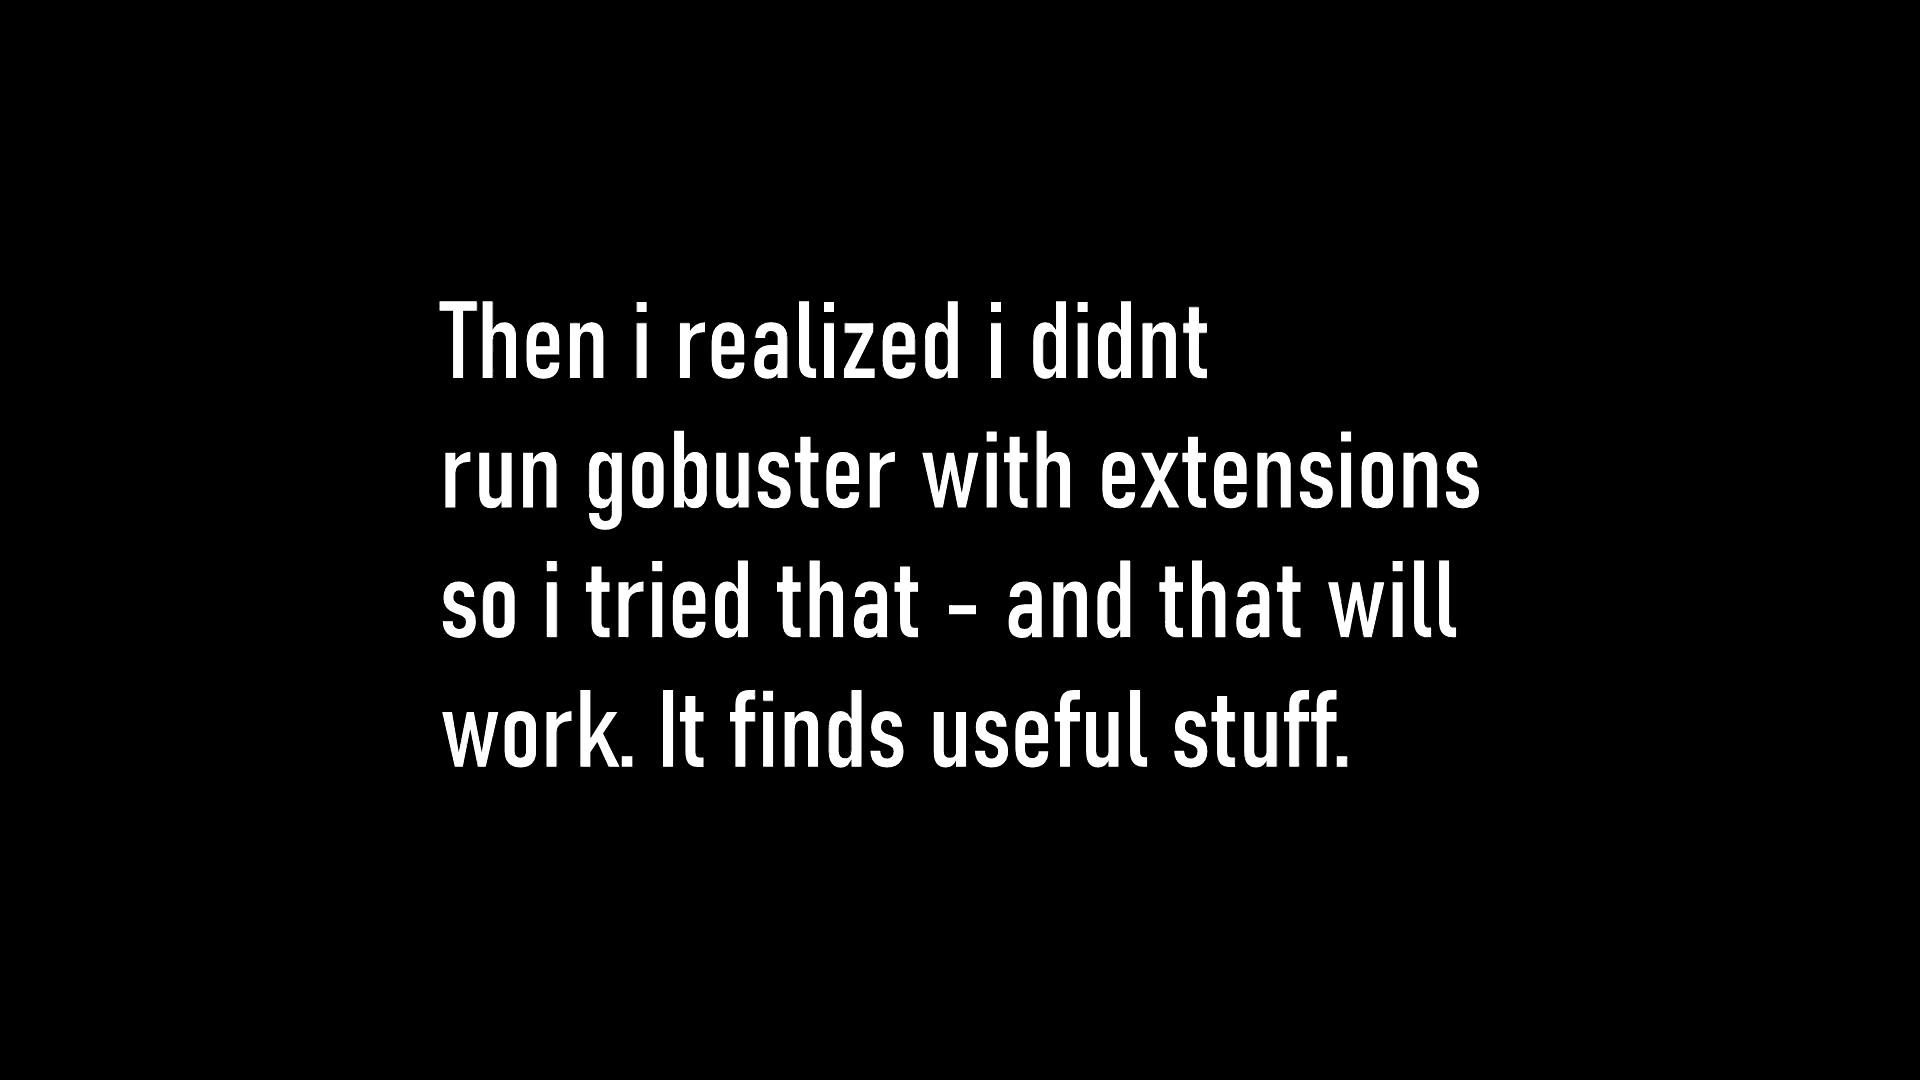 Then i realized i didnt
run gobuster with extensions
so i tried that - and that will
work. It finds useful stuff.